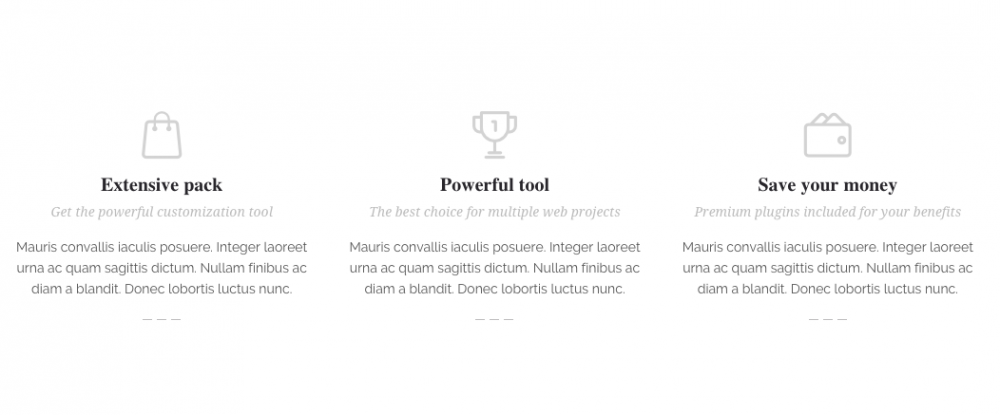 1
Extensive pack
Get the powerful customization tool
Mauris convallis iaculis posuere. Integer laoreet
urna ac quam sagittis dictum. Nullam finibus ac
diam a blandit. Donec lobortis luctus nunc.
Powerful tool
The best choice for multiple web projects
Mauris convallis iaculis posuere. Integer laoreet
urna ac quam sagittis dictum. Nullam finibus ac
diam a blandit. Donec lobortis luctus nunc.
Save your money
Premium plugins included for your benefits
Mauris convallis iaculis posuere. Integer laoreet
urna ac quam sagittis dictum. Nullam finibus ac
diam a blandit. Donec lobortis luctus nunc.